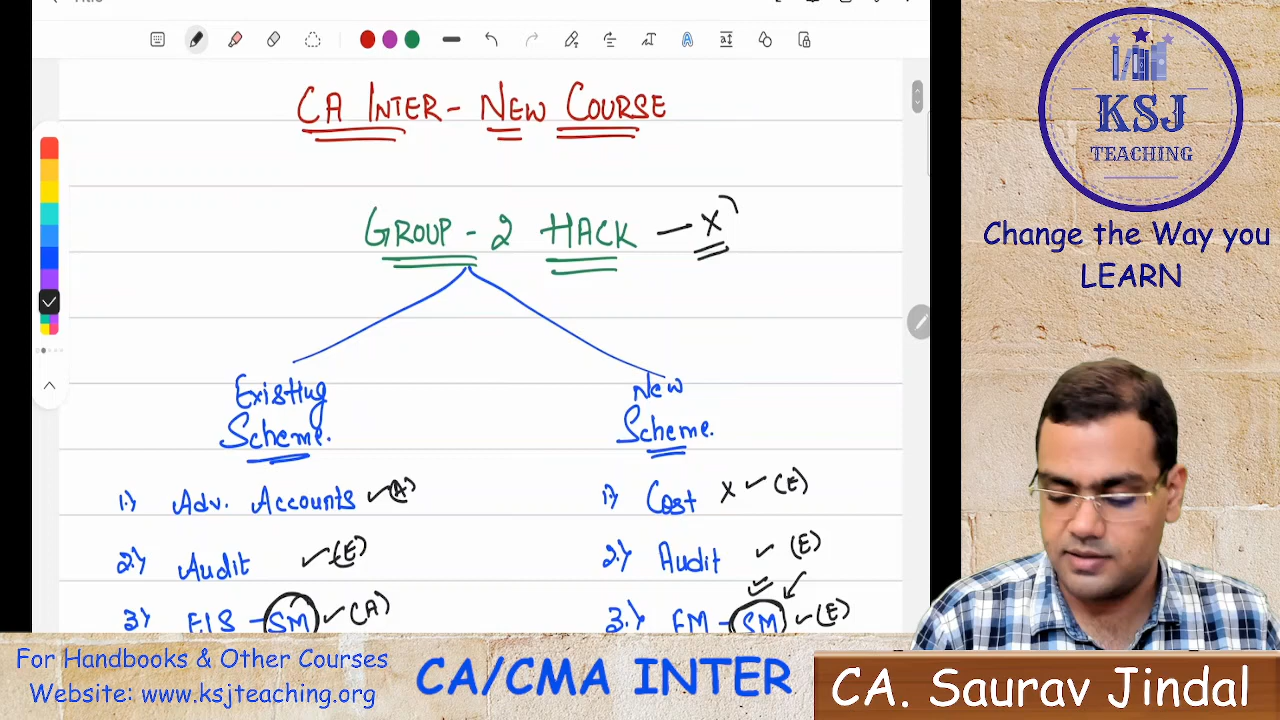 CA INTER - NEW COURSE
GROUP - 2 HACK - X
Existing
Scheme.
New
Scheme.
1.) Adv. Accounts ✓(A)
2.) Audit ✓(E)
3.) EIS - SM ✓(A)
1) Cost X ✓ (E)
2.) Audit ✓ (E)
3.) FM - SM ✓(E)
KSJ
TEACHING
Change the Way you
LEARN
For Handbooks & Other Courses
Website: www.ksjteaching.org
CA/CMA INTER
CA. Saurav Jindal